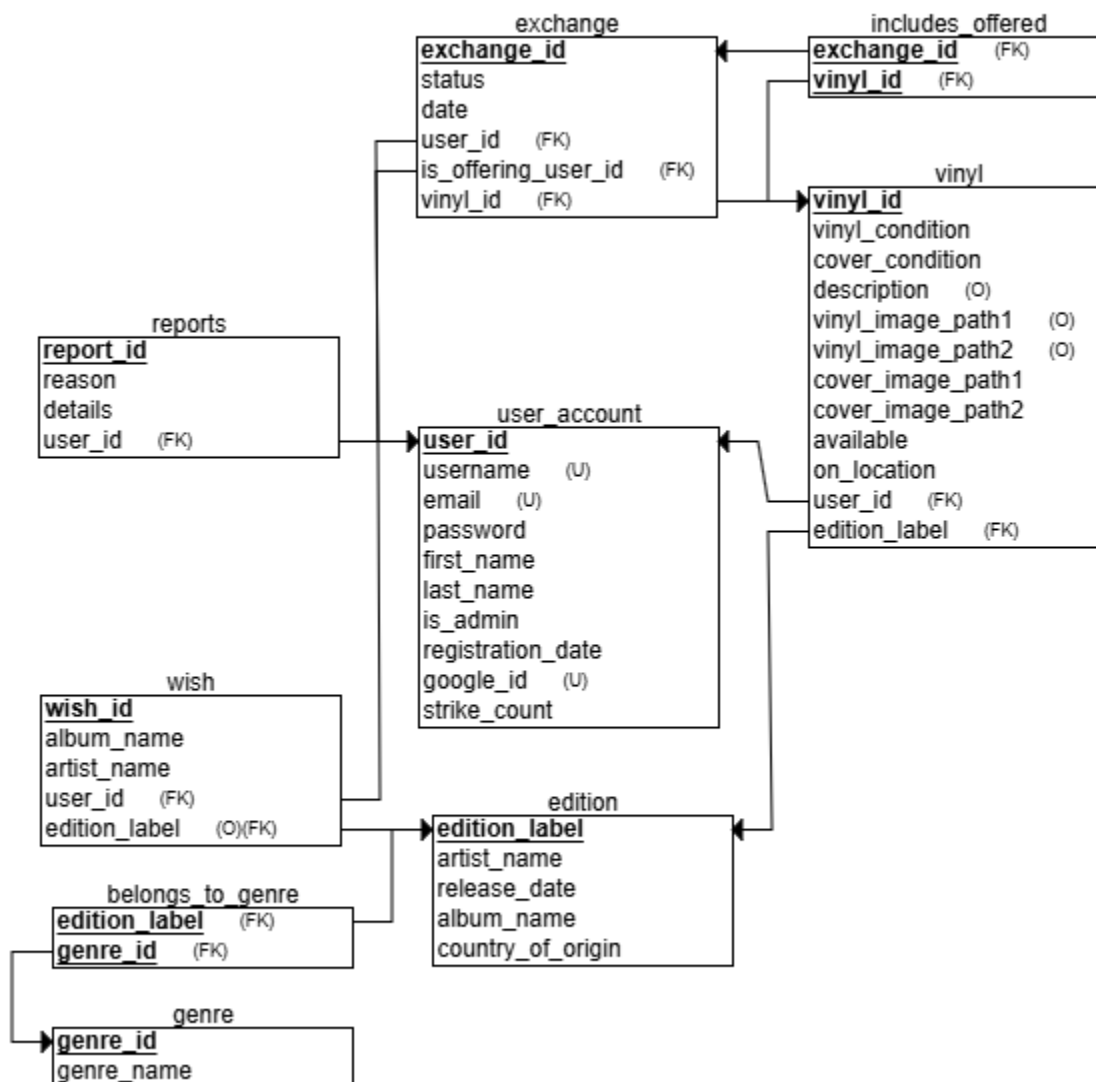 exchange
exchange_id
status
date
user_id (FK)
is_offering_user_id (FK)
vinyl_id (FK)
includes_offered
exchange_id (FK)
vinyl_id (FK)
vinyl
vinyl_id
vinyl_condition
cover_condition
description (O)
vinyl_image_path1 (O)
vinyl_image_path2 (O)
cover_image_path1
cover_image_path2
available
on_location
user_id (FK)
edition_label (FK)
reports
report_id
reason
details
user_id (FK)
user_account
user_id
username (U)
email (U)
password
first_name
last_name
is_admin
registration_date
google_id (U)
strike_count
wish
wish_id
album_name
artist_name
user_id (FK)
edition_label (O)(FK)
edition
edition_label
artist_name
release_date
album_name
country_of_origin
belongs_to_genre
edition_label (FK)
genre_id (FK)
genre
genre_id
genre_name